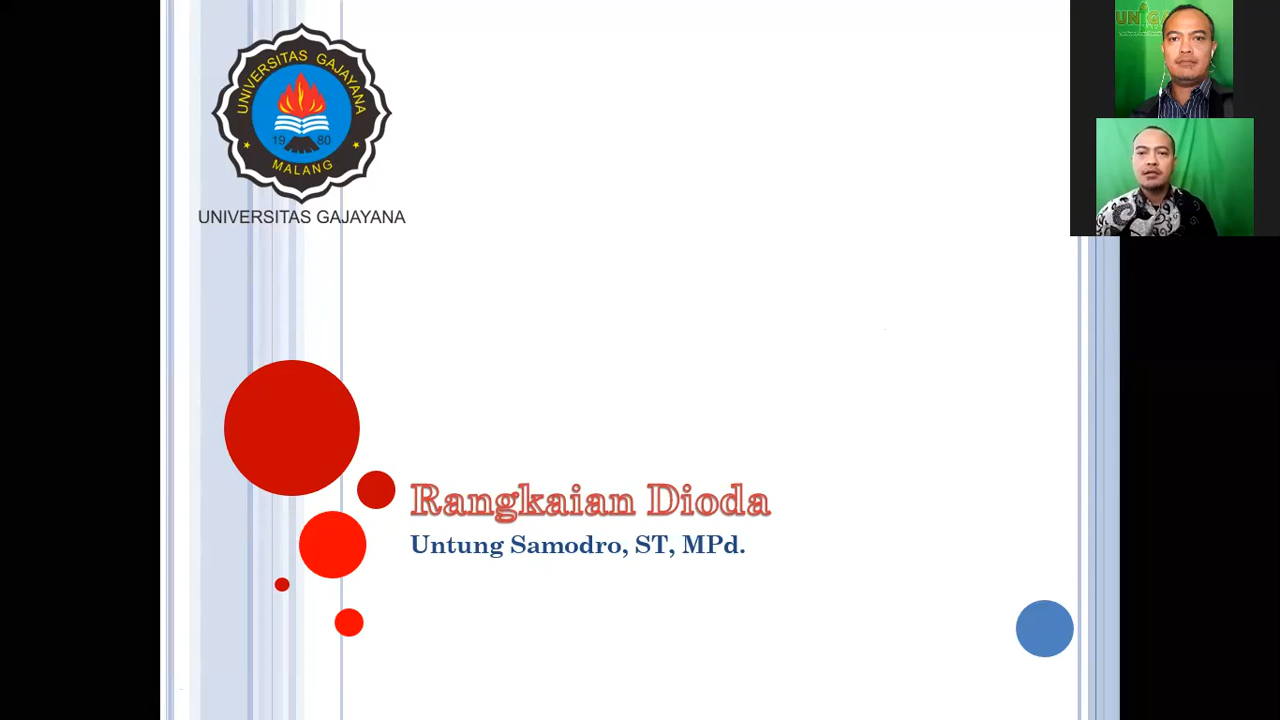 UNIVERSITAS GAJAYANA
19 80
MALANG
UNIVERSITAS GAJAYANA
Rangkaian Dioda
Untung Samodro, ST, MPd.